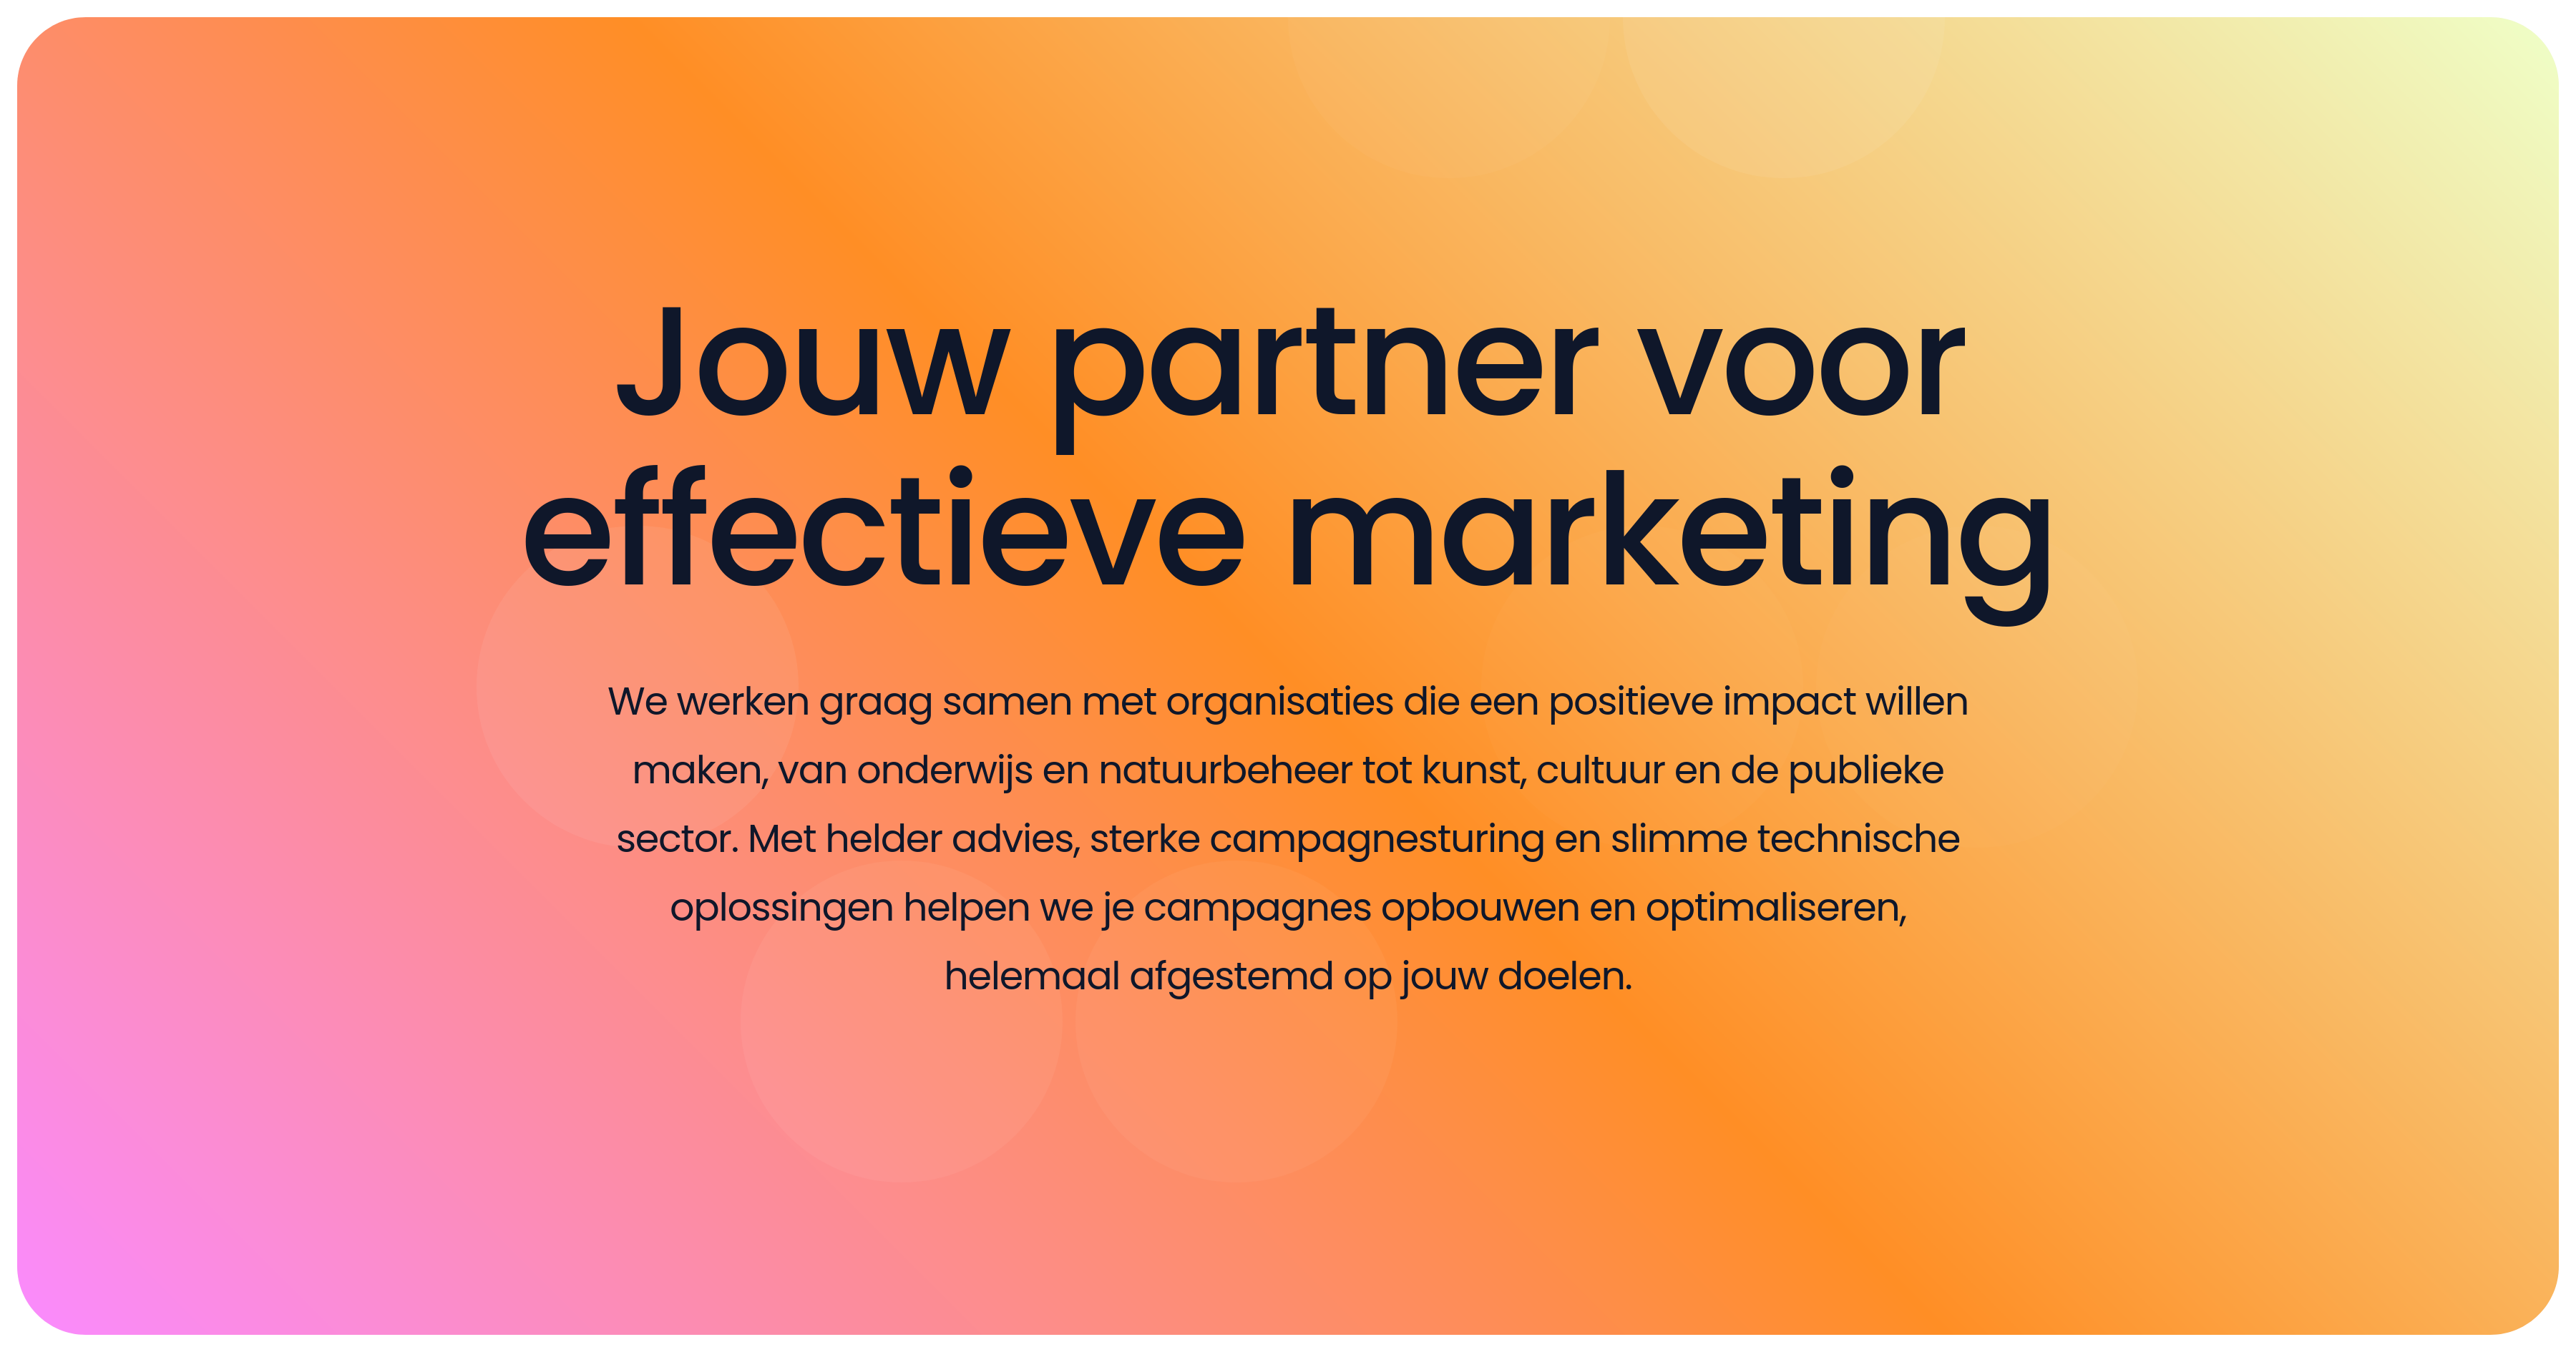 Jouw partner voor
effectieve marketing
We werken graag samen met organisaties die een positieve impact willen
maken, van onderwijs en natuurbeheer tot kunst, cultuur en de publieke
sector. Met helder advies, sterke campagnesturing en slimme technische
oplossingen helpen we je campagnes opbouwen en optimaliseren,
helemaal afgestemd op jouw doelen.